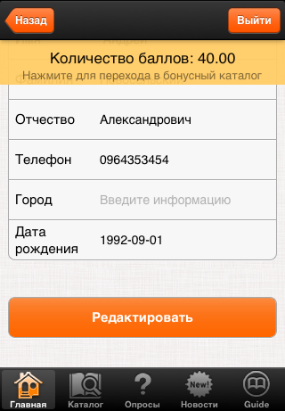 Назад
Выйти
Количество баллов: 40.00
Нажмите для перехода в бонусный каталог
Отчество Александрович
Телефон 0964353454
Город Введите информацию
Дата
рождения 1992-09-01
Редактировать
Главная Каталог Опросы Новости Guide
New!